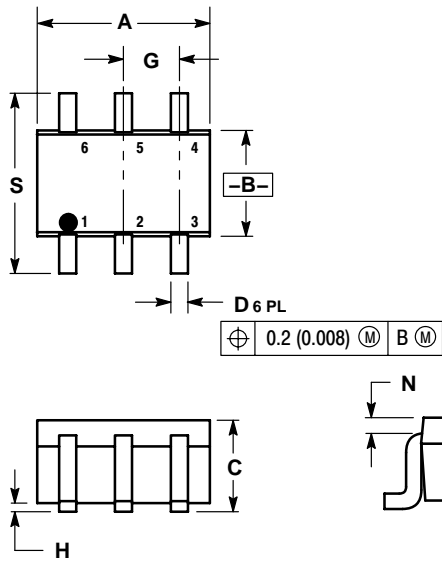 A
G
6 5 4
S
–B–
1 2 3
D 6 PL
⌖ 0.2 (0.008) Ⓜ B Ⓜ
N
C
H